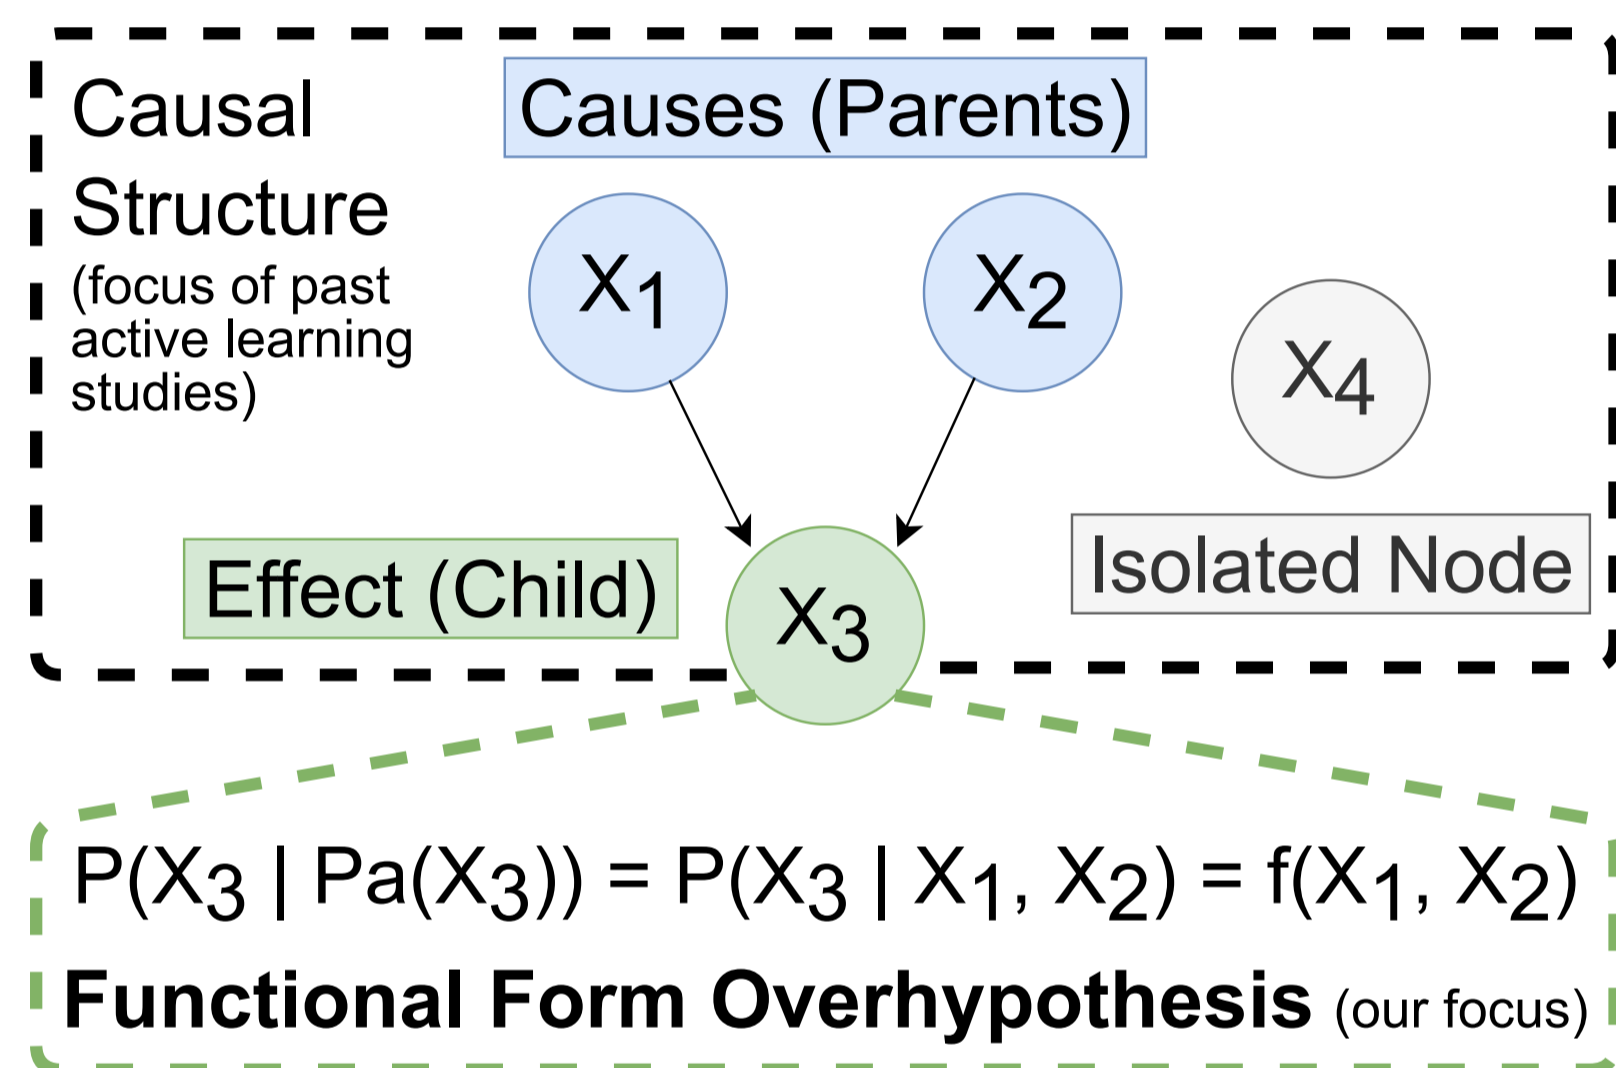 Causal
Structure
(focus of past
active learning
studies)
Causes (Parents)
X1
X2
X4
Isolated Node
Effect (Child)
X3
P(X3 | Pa(X3)) = P(X3 | X1, X2) = f(X1, X2)
Functional Form Overhypothesis (our focus)